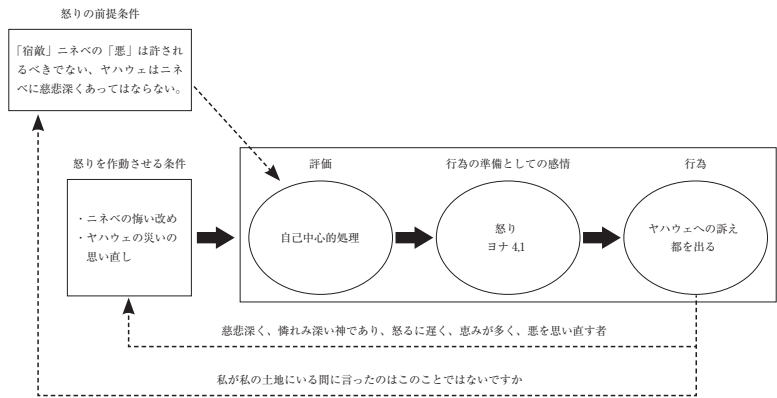 怒りの前提条件
「宿敵」ニネベの「悪」は許され
るべきでない、ヤハウェはニネ
ベに慈悲深くあってはならない。
怒りを作動させる条件
・ニネベの悔い改め
・ヤハウェの災いの
思い直し
評価
自己中心的処理
行為の準備としての感情
怒り
ヨナ 4,1
行為
ヤハウェへの訴え
都を出る
慈悲深く、憐れみ深い神であり、怒るに遅く、恵みが多く、悪を思い直す者
私が私の土地にいる間に言ったのはこのことではないですか